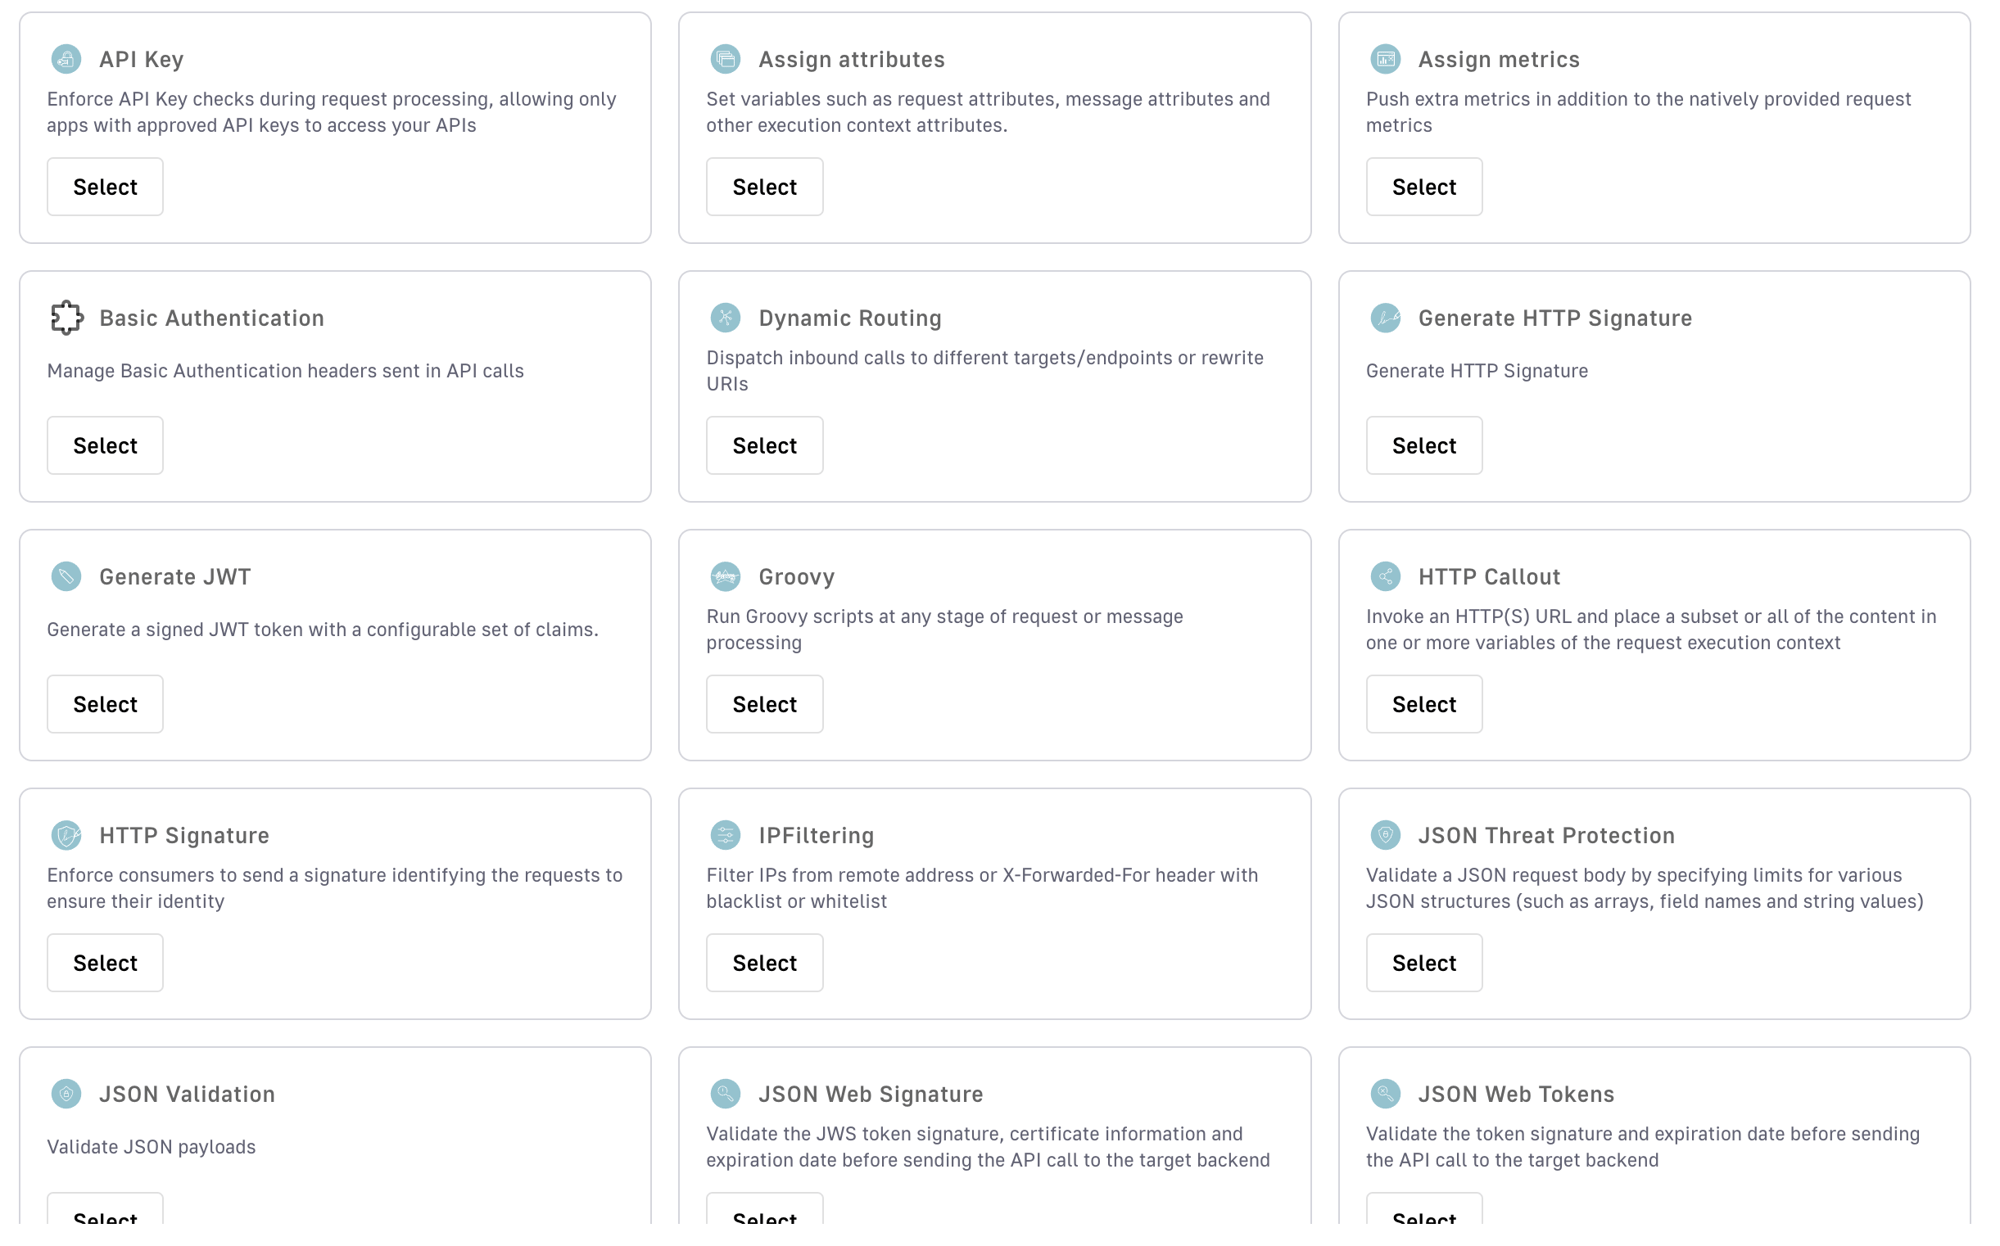 API Key
Enforce API Key checks during request processing, allowing only
apps with approved API keys to access your APIs
Select
Assign attributes
Set variables such as request attributes, message attributes and
other execution context attributes.
Select
Assign metrics
Push extra metrics in addition to the natively provided request
metrics
Select
Basic Authentication
Manage Basic Authentication headers sent in API calls
Select
Dynamic Routing
Dispatch inbound calls to different targets/endpoints or rewrite
URIs
Select
Generate HTTP Signature
Generate HTTP Signature
Select
Generate JWT
Generate a signed JWT token with a configurable set of claims.
Select
Groovy
Run Groovy scripts at any stage of request or message
processing
Select
HTTP Callout
Invoke an HTTP(S) URL and place a subset or all of the content in
one or more variables of the request execution context
Select
HTTP Signature
Enforce consumers to send a signature identifying the requests to
ensure their identity
Select
IPFiltering
Filter IPs from remote address or X-Forwarded-For header with
blacklist or whitelist
Select
JSON Threat Protection
Validate a JSON request body by specifying limits for various
JSON structures (such as arrays, field names and string values)
Select
JSON Validation
Validate JSON payloads
Select
JSON Web Signature
Validate the JWS token signature, certificate information and
expiration date before sending the API call to the target backend
Select
JSON Web Tokens
Validate the token signature and expiration date before sending
the API call to the target backend
Select